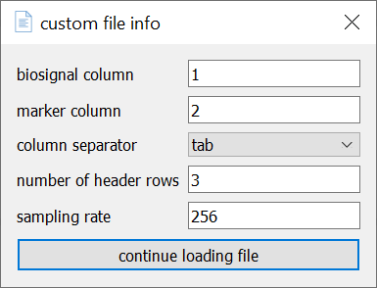 custom file info
biosignal column 1
marker column 2
column separator tab
number of header rows 3
sampling rate 256
continue loading file